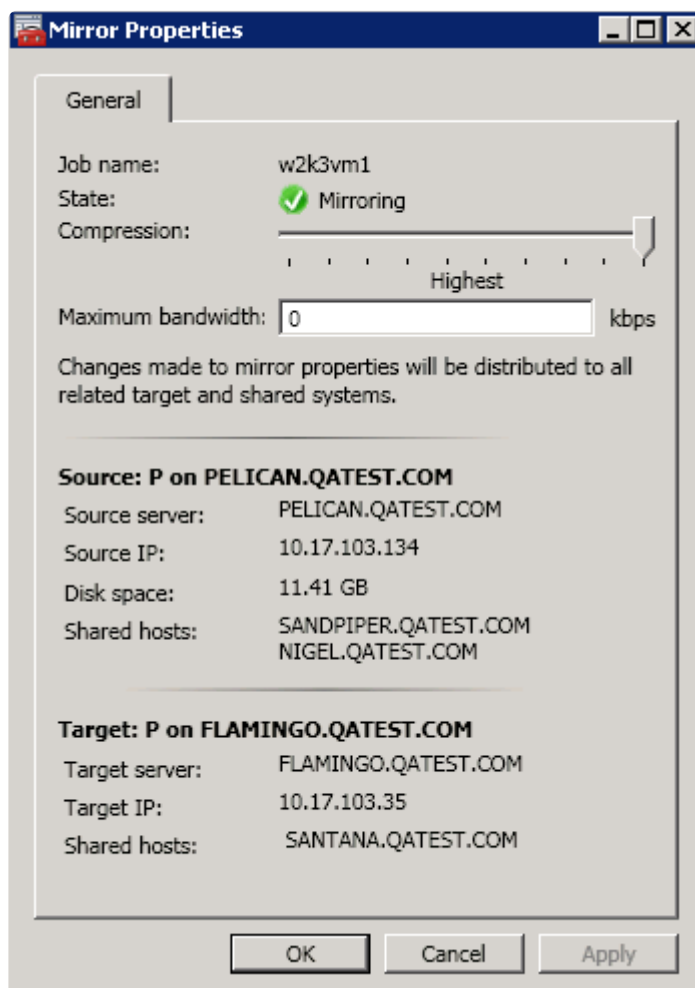 Mirror Properties
General
Job name: w2k3vm1
State: Mirroring
Compression:
Highest
Maximum bandwidth: 0 kbps
Changes made to mirror properties will be distributed to all
related target and shared systems.
Source: P on PELICAN.QATEST.COM
Source server: PELICAN.QATEST.COM
Source IP: 10.17.103.134
Disk space: 11.41 GB
Shared hosts: SANDPIPER.QATEST.COM
NIGEL.QATEST.COM
Target: P on FLAMINGO.QATEST.COM
Target server: FLAMINGO.QATEST.COM
Target IP: 10.17.103.35
Shared hosts: SANTANA.QATEST.COM
OK Cancel Apply